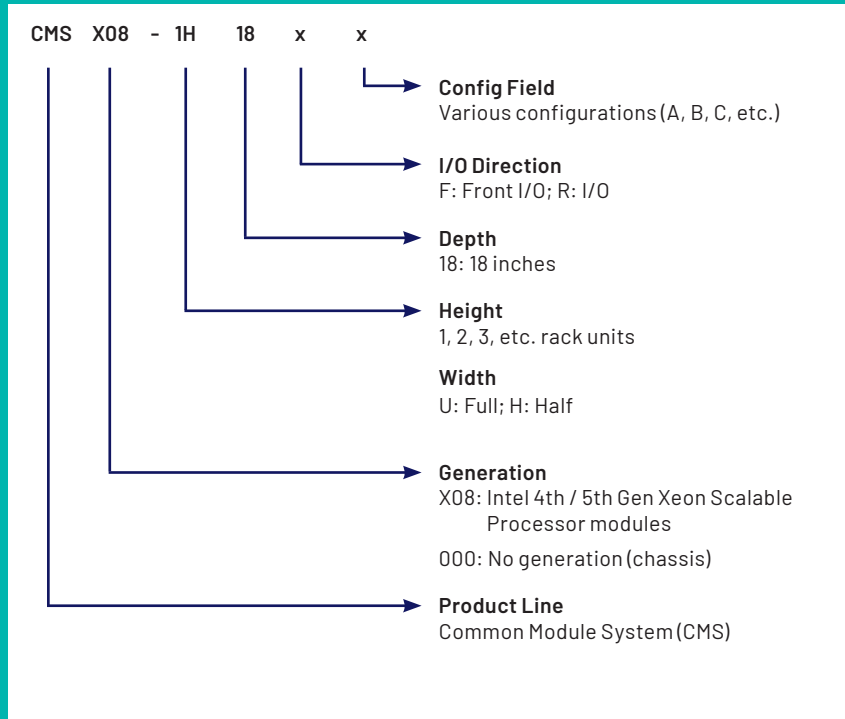 CMS X08 - 1H 18 x x
Config Field
Various configurations (A, B, C, etc.)
I/O Direction
F: Front I/O; R: I/O
Depth
18: 18 inches
Height
1, 2, 3, etc. rack units
Width
U: Full; H: Half
Generation
X08: Intel 4th / 5th Gen Xeon Scalable
Processor modules
000: No generation (chassis)
Product Line
Common Module System (CMS)